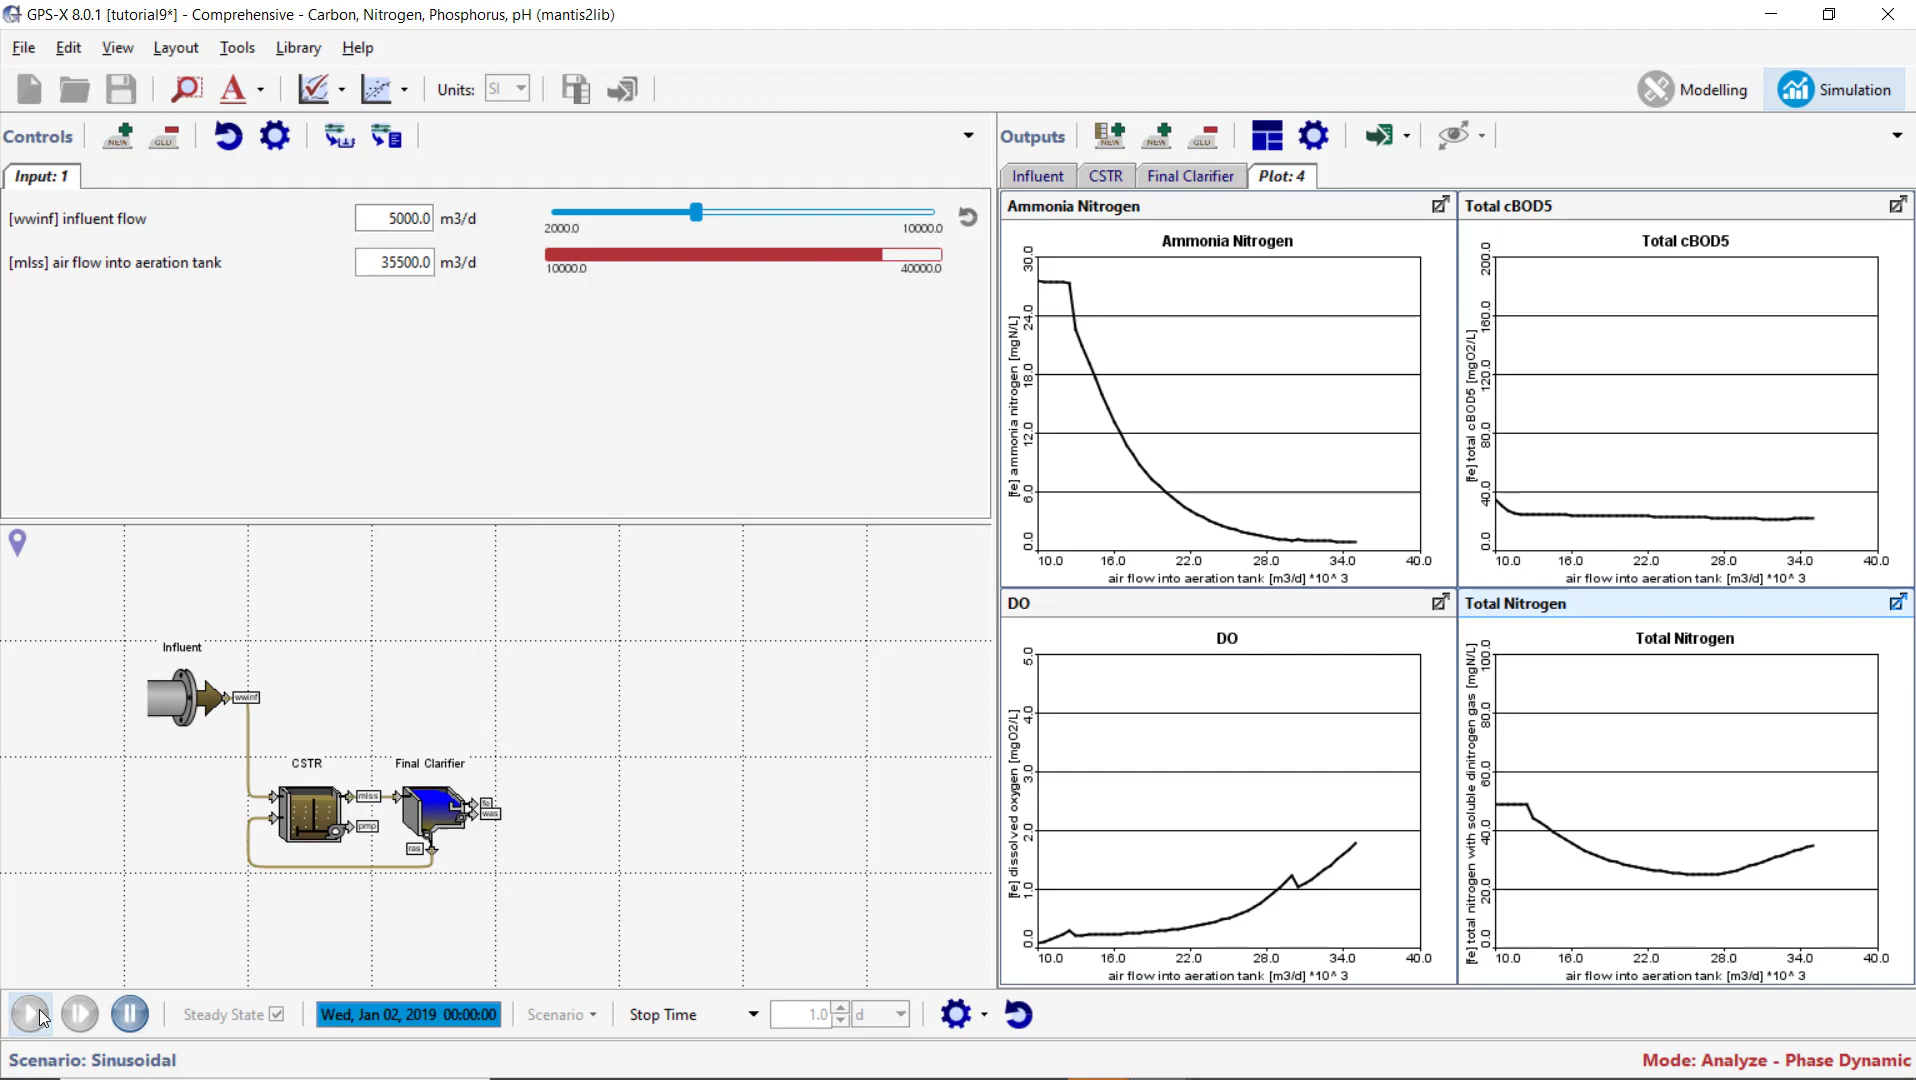 GPS-X 8.0.1 [tutorial9*] - Comprehensive - Carbon, Nitrogen, Phosphorus, pH (mantis2lib)
File Edit View Layout Tools Library Help
Units: SI
Modelling Simulation
Controls NEW GLO
Outputs NEW NEW GLO
Input: 1
Influent CSTR Final Clarifier Plot: 4
[wwinf] influent flow 5000.0 m3/d
2000.0 10000.0
[mlss] air flow into aeration tank 35500.0 m3/d
10000.0 40000.0
Ammonia Nitrogen
Ammonia Nitrogen
[fe] ammonia nitrogen [mgN/L]
30.0
24.0
18.0
12.0
6.0
0.0
10.0 16.0 22.0 28.0 34.0 40.0
air flow into aeration tank [m3/d] *10^ 3
Total cBOD5
Total cBOD5
[fe] total cBOD5 [mgO2/L]
200.0
160.0
120.0
80.0
40.0
0.0
10.0 16.0 22.0 28.0 34.0 40.0
air flow into aeration tank [m3/d] *10^ 3
DO
DO
[fe] dissolved oxygen [mgO2/L]
5.0
4.0
3.0
2.0
1.0
0.0
10.0 16.0 22.0 28.0 34.0 40.0
air flow into aeration tank [m3/d] *10^ 3
Total Nitrogen
Total Nitrogen
[fe] total nitrogen with soluble dinitrogen gas [mgN/L]
100.0
80.0
60.0
40.0
20.0
0.0
10.0 16.0 22.0 28.0 34.0 40.0
air flow into aeration tank [m3/d] *10^ 3
Influent
wwinf
CSTR
Final Clarifier
mlss
fe
was
pmp
ras
Steady State Wed, Jan 02, 2019 00:00:00 Scenario Stop Time 1.0 d
Scenario: Sinusoidal
Mode: Analyze - Phase Dynamic